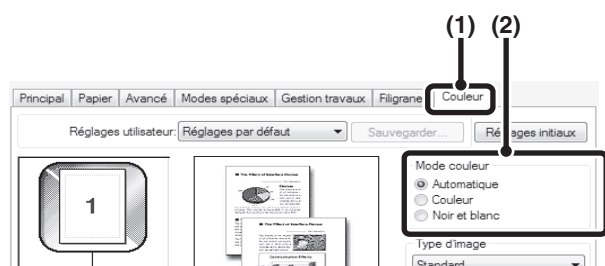 (1) (2)
Principal Papier Avancé Modes spéciaux Gestion travaux Filigrane Couleur
Réglages utilisateur: Réglages par défaut Sauvegarder... Réglages initiaux
Mode couleur
Automatique
Couleur
Noir et blanc
Type d'image
Standard
1